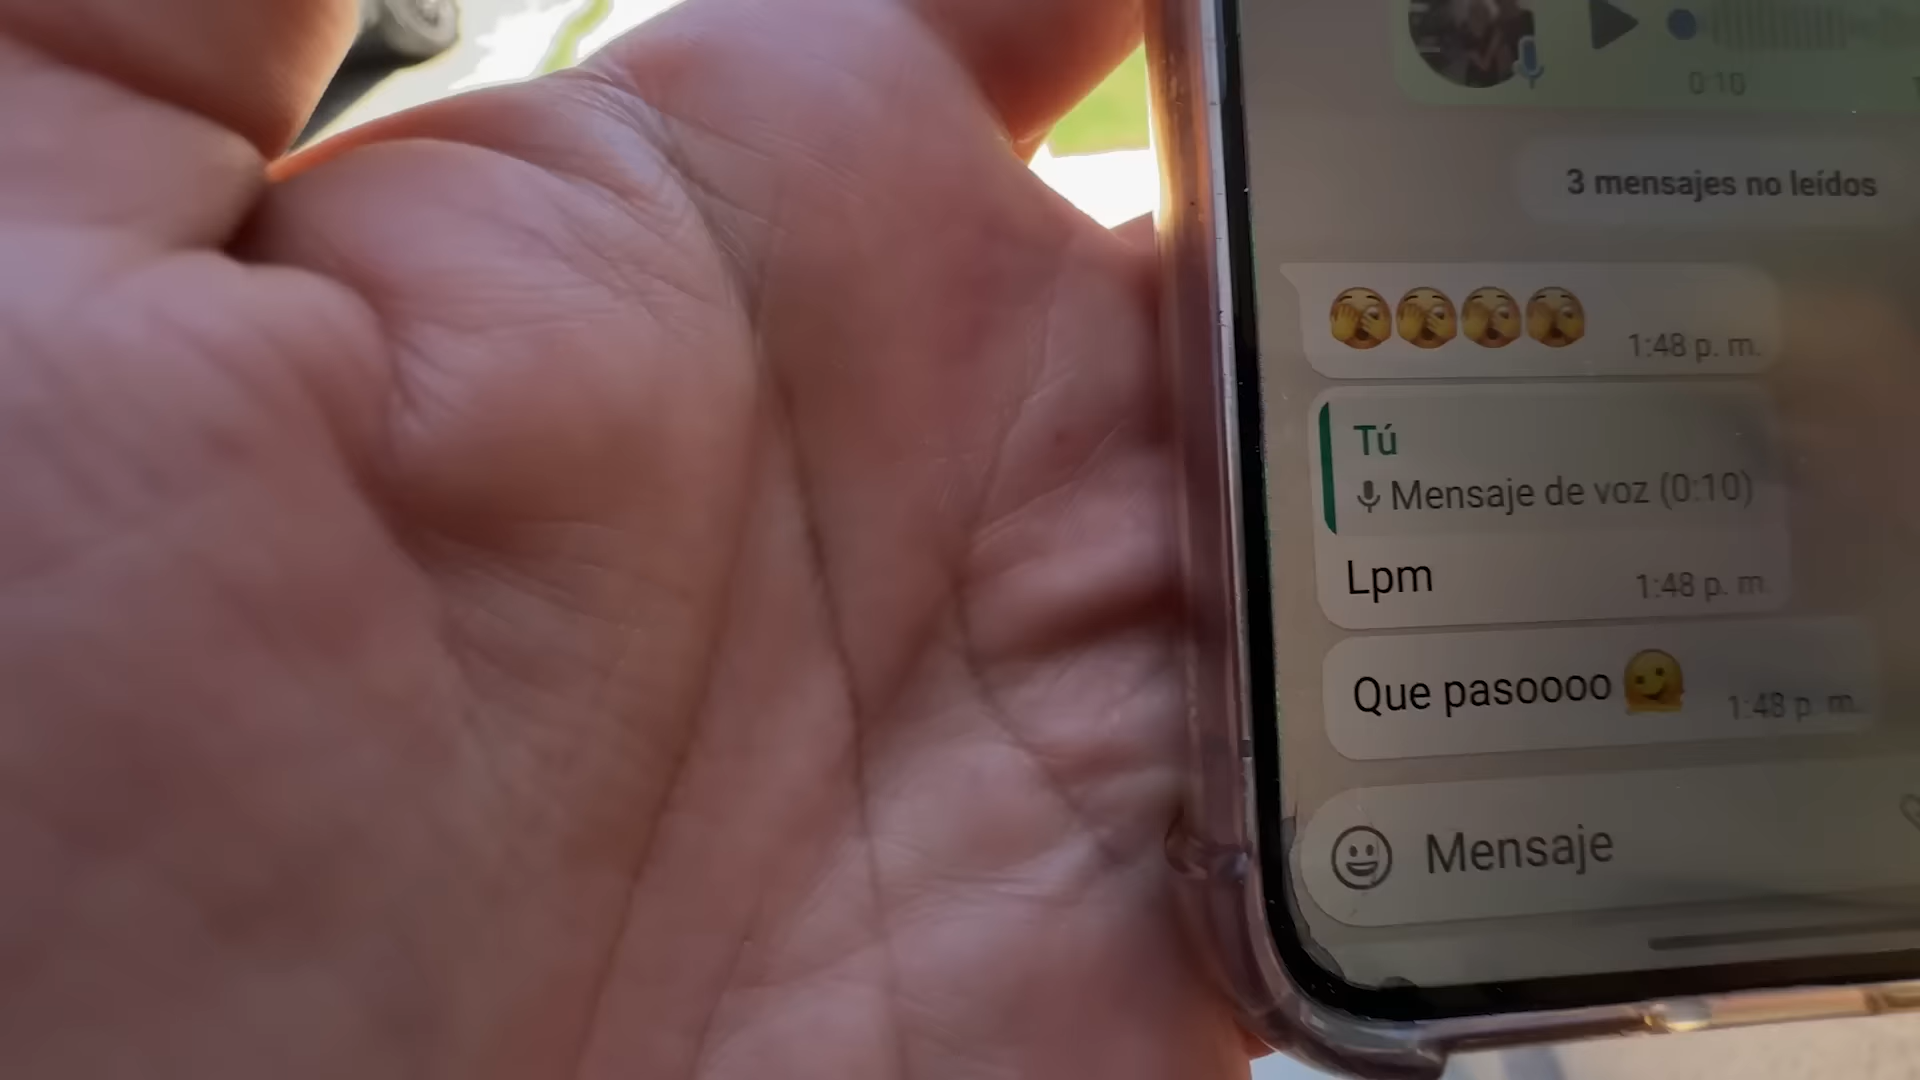 0:10
3 mensajes no leídos
🫣🫣🫣🫣 1:48 p. m.
Tú
Mensaje de voz (0:10)
Lpm 1:48 p. m.
Que pasoooo 🫠 1:48 p. m.
Mensaje